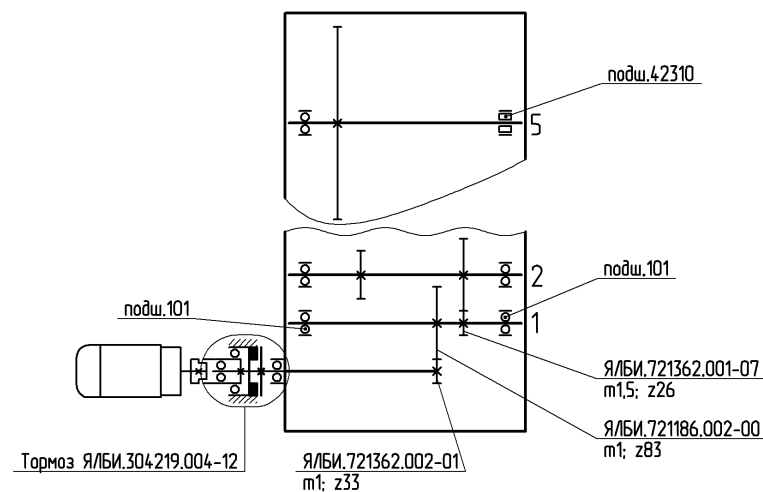 подш.42310
5
2
подш.101
подш.101
1
ЯЛБИ.721362.001-07
m1,5; z26
ЯЛБИ.721186.002-00
m1; z83
Тормоз ЯЛБИ.304219.004-12
ЯЛБИ.721362.002-01
m1; z33